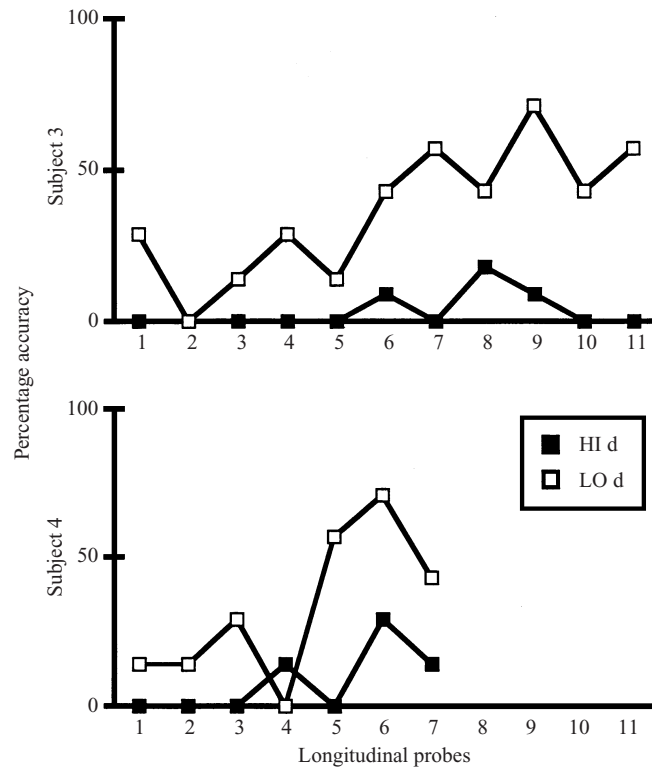 100
50
0
Subject 3
1 2 3 4 5 6 7 8 9 10 11
Percentage accuracy
100
50
0
Subject 4
HI d
LO d
1 2 3 4 5 6 7 8 9 10 11
Longitudinal probes